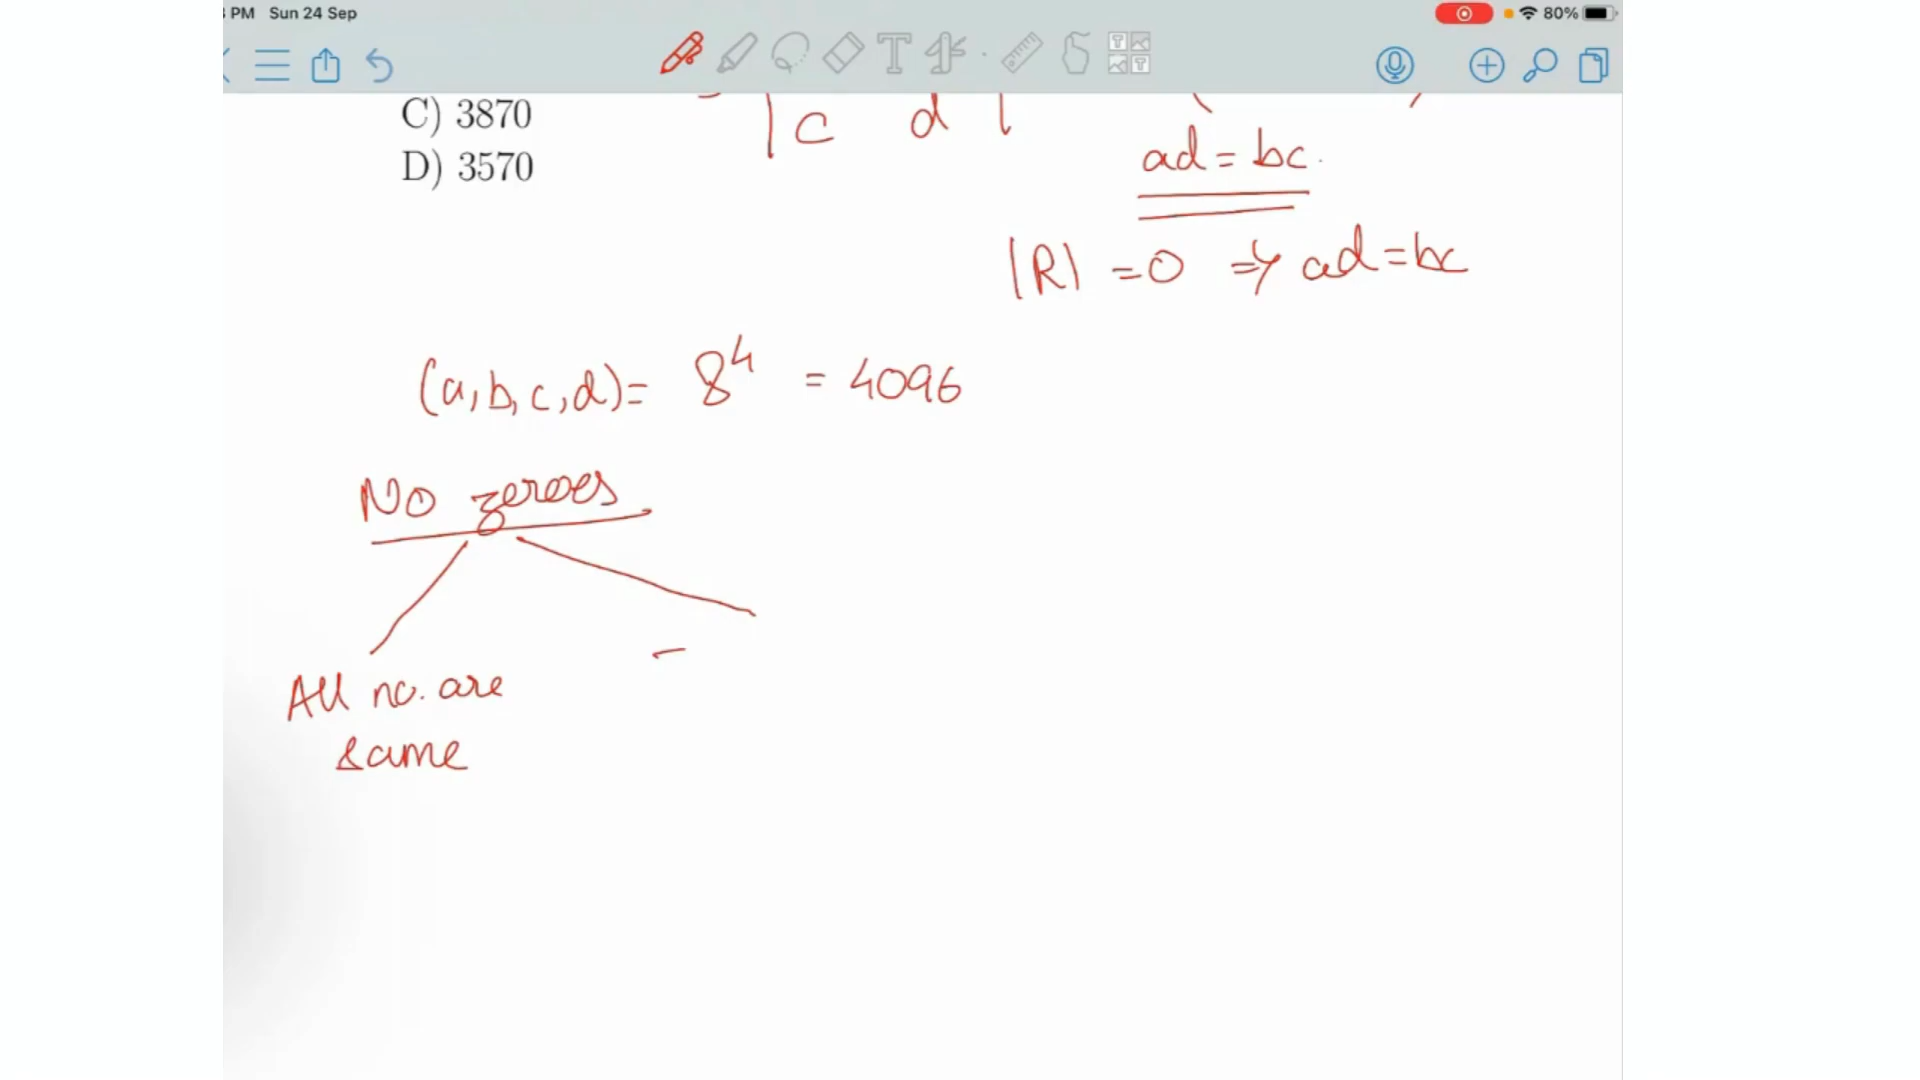 PM Sun 24 Sep 80%
C) 3870
D) 3570
| c d |
ad = bc.
|R| = 0 => ad = bc
(a, b, c, d) = 8^4 = 4096
No zeroes
All no. are
same